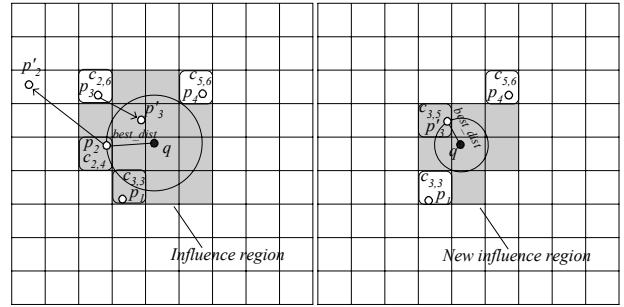 p'2
c2,6
p3
c5,6
p4
p'3
best_dist
p2
q
c2,4
c3,3
p1
Influence region
c5,6
p4
c3,5
p'3
best_dist
q
c3,3
p1
New influence region